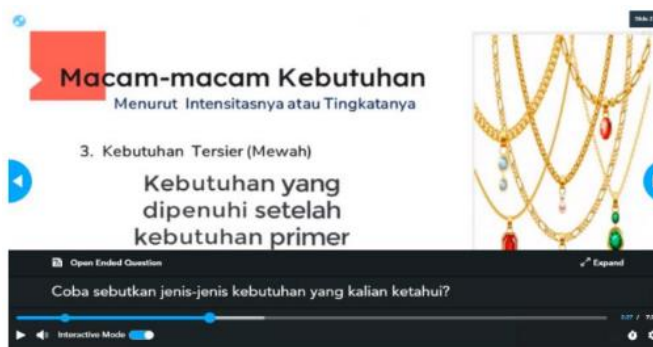 Macam-macam Kebutuhan
Menurut Intensitasnya atau Tingkatanya
3. Kebutuhan Tersier (Mewah)
Kebutuhan yang
dipenuhi setelah
kebutuhan primer
Open Ended Question
Expand
Coba sebutkan jenis-jenis kebutuhan yang kalian ketahui?
Interactive Mode